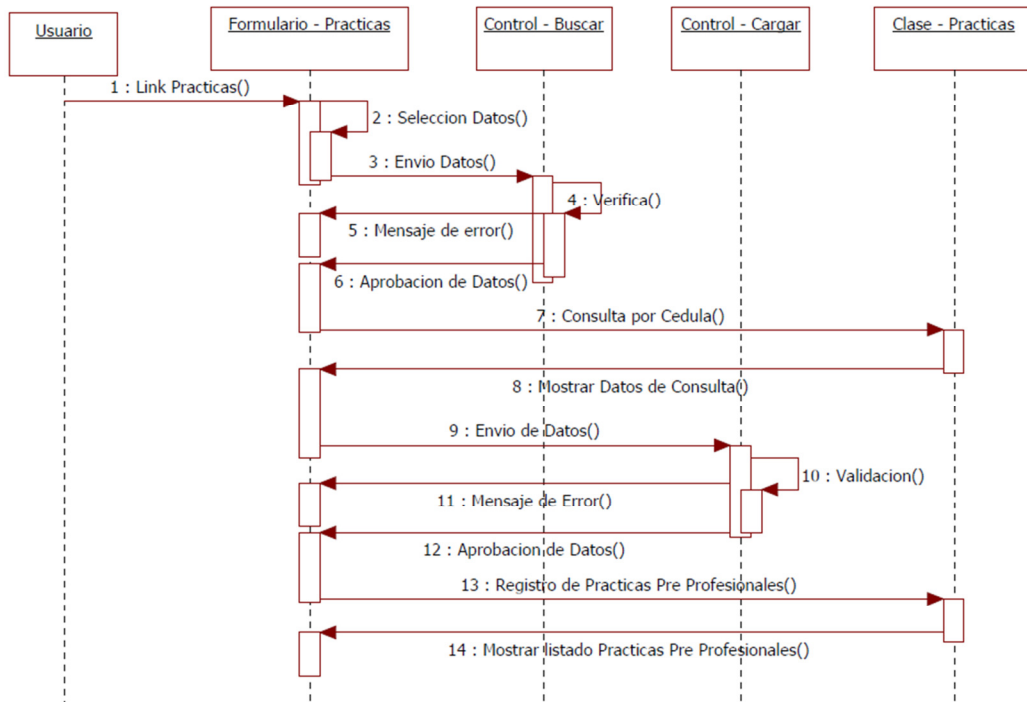 Usuario
Formulario - Practicas
Control - Buscar
Control - Cargar
Clase - Practicas
1 : Link Practicas()
2 : Seleccion Datos()
3 : Envio Datos()
4 : Verifica()
5 : Mensaje de error()
6 : Aprobacion de Datos()
7 : Consulta por Cedula()
8 : Mostrar Datos de Consulta()
9 : Envio de Datos()
10 : Validacion()
11 : Mensaje de Error()
12 : Aprobacion de Datos()
13 : Registro de Practicas Pre Profesionales()
14 : Mostrar listado Practicas Pre Profesionales()